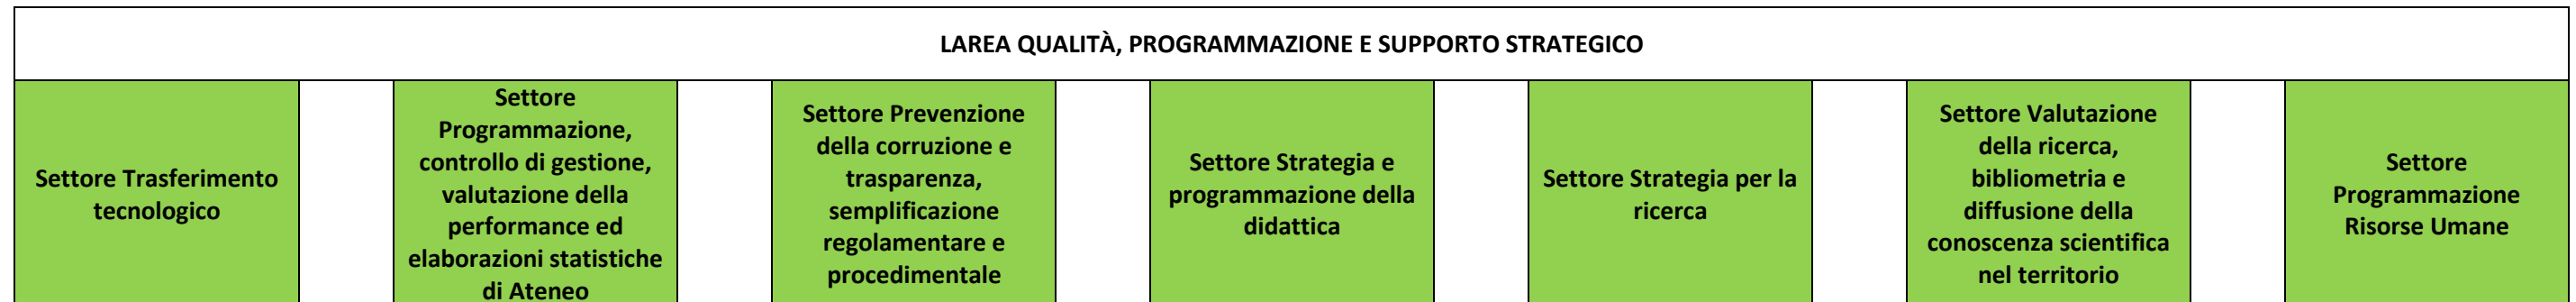 LAREA QUALITÀ, PROGRAMMAZIONE E SUPPORTO STRATEGICO
Settore Trasferimento
tecnologico
Settore
Programmazione,
controllo di gestione,
valutazione della
performance ed
elaborazioni statistiche
di Ateneo
Settore Prevenzione
della corruzione e
trasparenza,
semplificazione
regolamentare e
procedimentale
Settore Strategia e
programmazione della
didattica
Settore Strategia per la
ricerca
Settore Valutazione
della ricerca,
bibliometria e
diffusione della
conoscenza scientifica
nel territorio
Settore
Programmazione
Risorse Umane